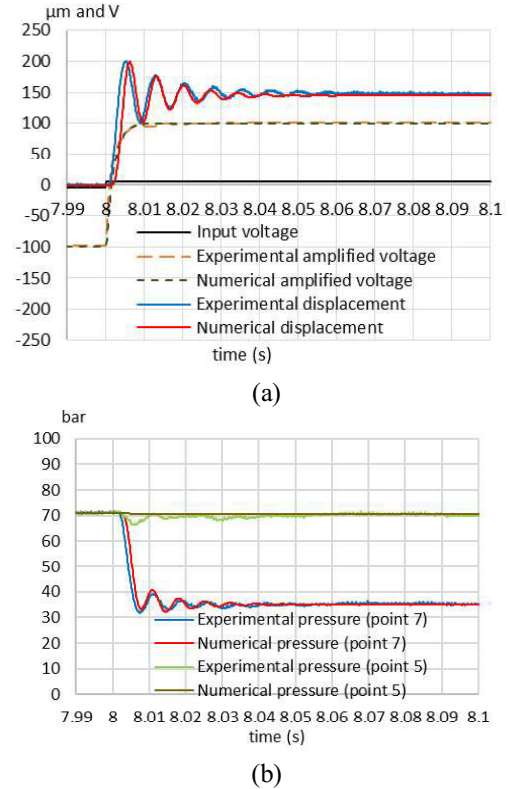 µm and V
250
200
150
100
50
0
7.99 8 8.01 8.02 8.03 8.04 8.05 8.06 8.07 8.08 8.09 8.1
-50
-100
-150
-200
-250
Input voltage
Experimental amplified voltage
Numerical amplified voltage
Experimental displacement
Numerical displacement
time (s)
(a)
bar
100
90
80
70
60
50
40
30
20
10
0
Experimental pressure (point 7)
Numerical pressure (point 7)
Experimental pressure (point 5)
Numerical pressure (point 5)
7.99 8 8.01 8.02 8.03 8.04 8.05 8.06 8.07 8.08 8.09 8.1
time (s)
(b)